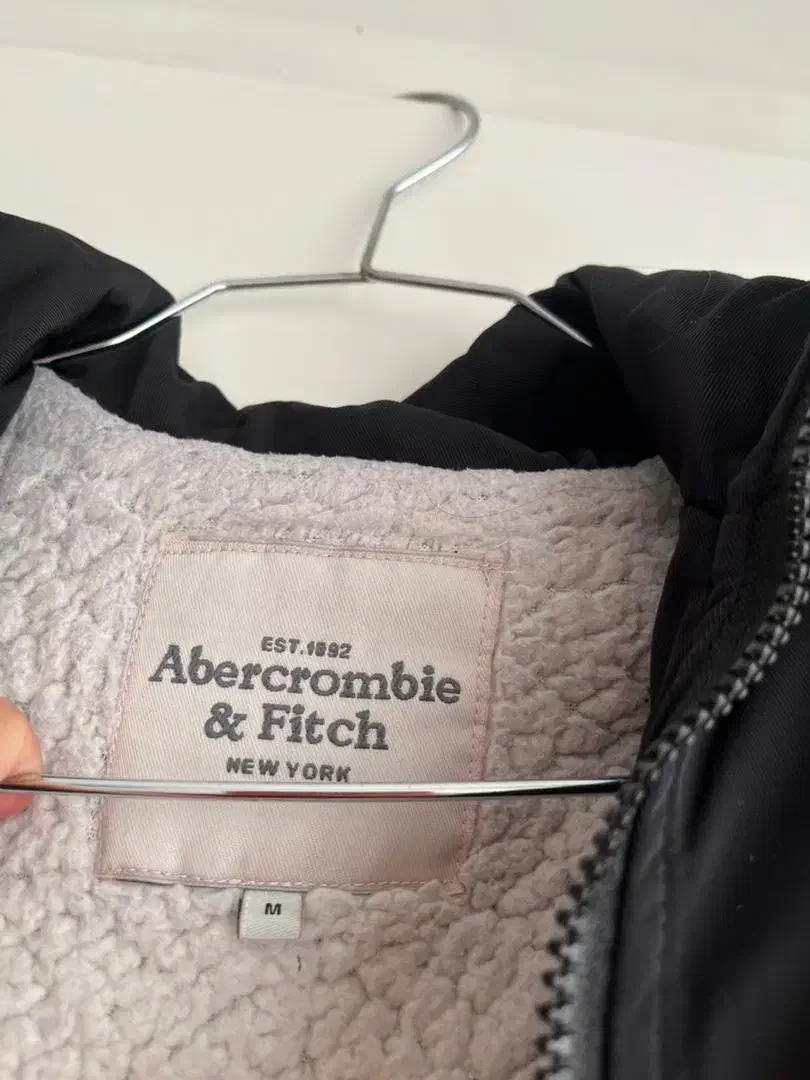 EST.1892
Abercrombie
& Fitch
NEW YORK
M